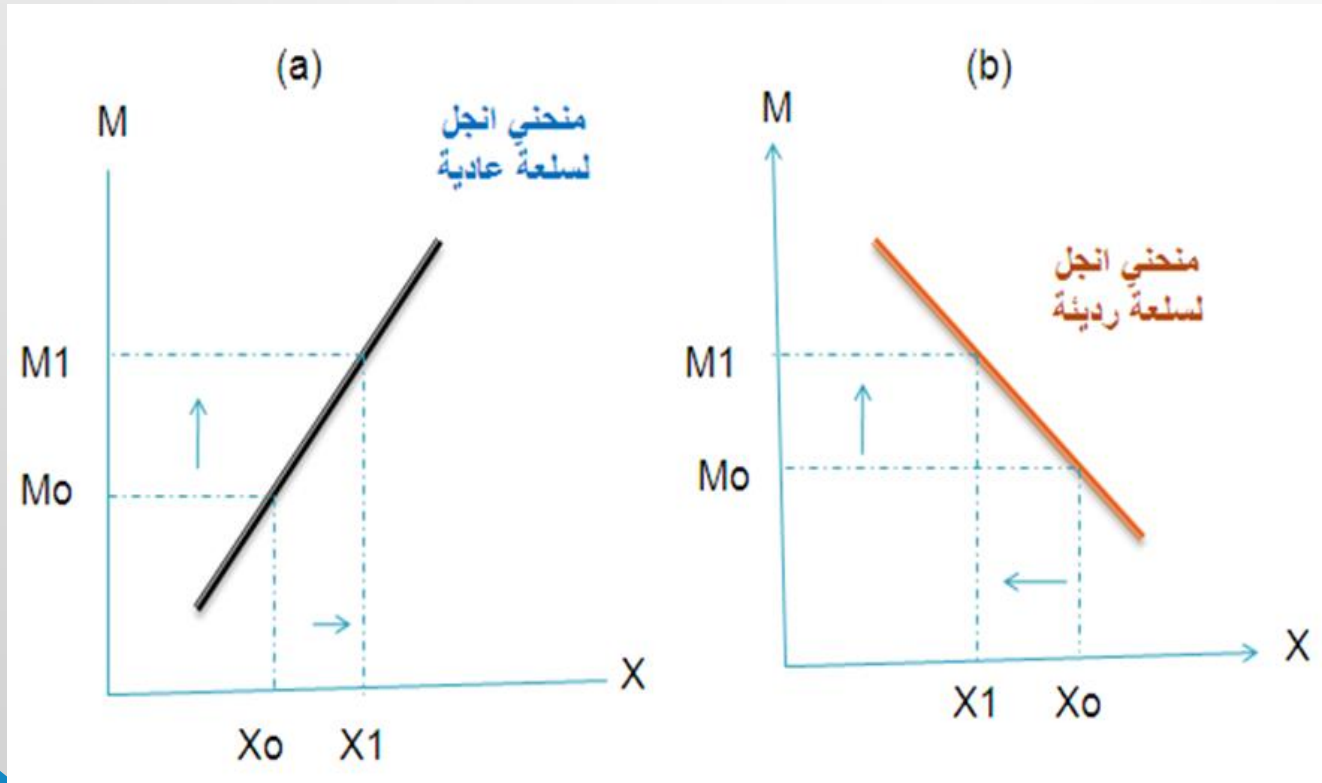 (a)
M
منحني انجل
لسلعة عادية
M1
Mo
X
Xo X1
(b)
M
منحني انجل
لسلعة رديئة
M1
Mo
X
X1 Xo